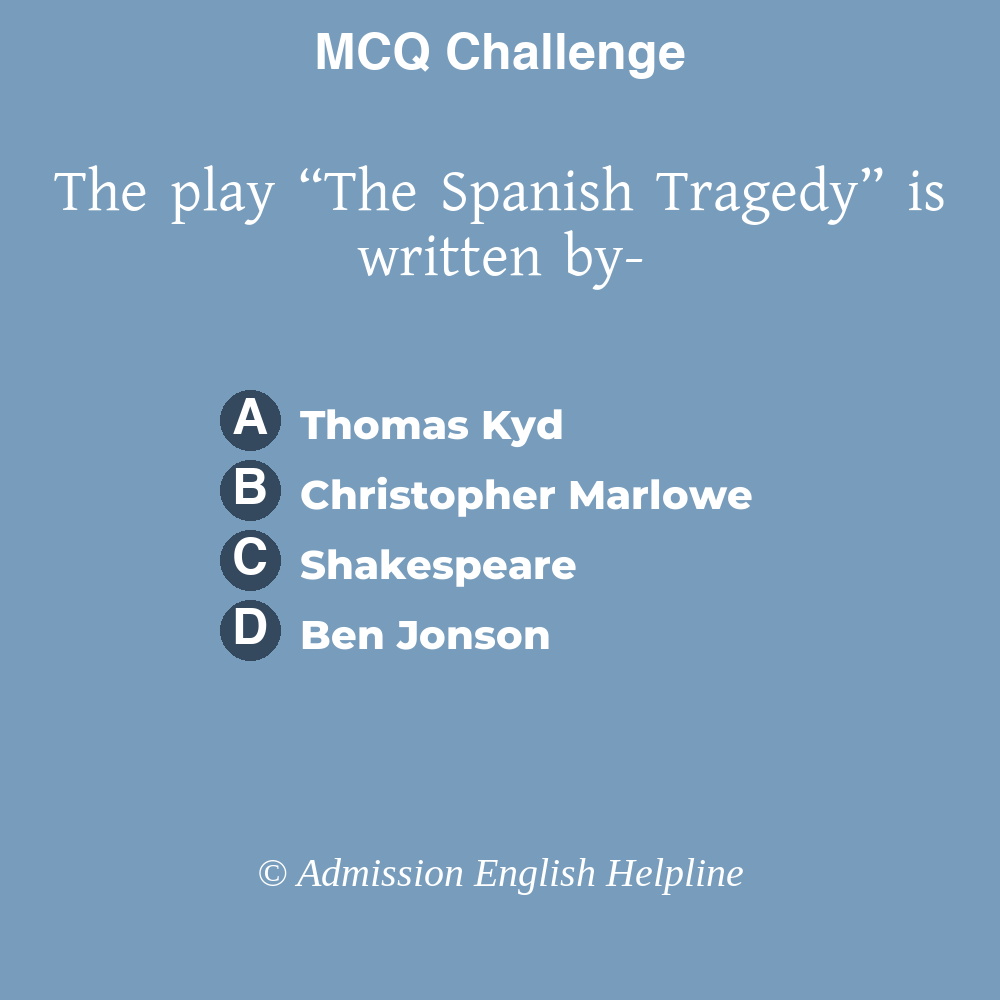 MCQ Challenge
The play “The Spanish Tragedy” is
written by-
A Thomas Kyd
B Christopher Marlowe
C Shakespeare
D Ben Jonson
© Admission English Helpline